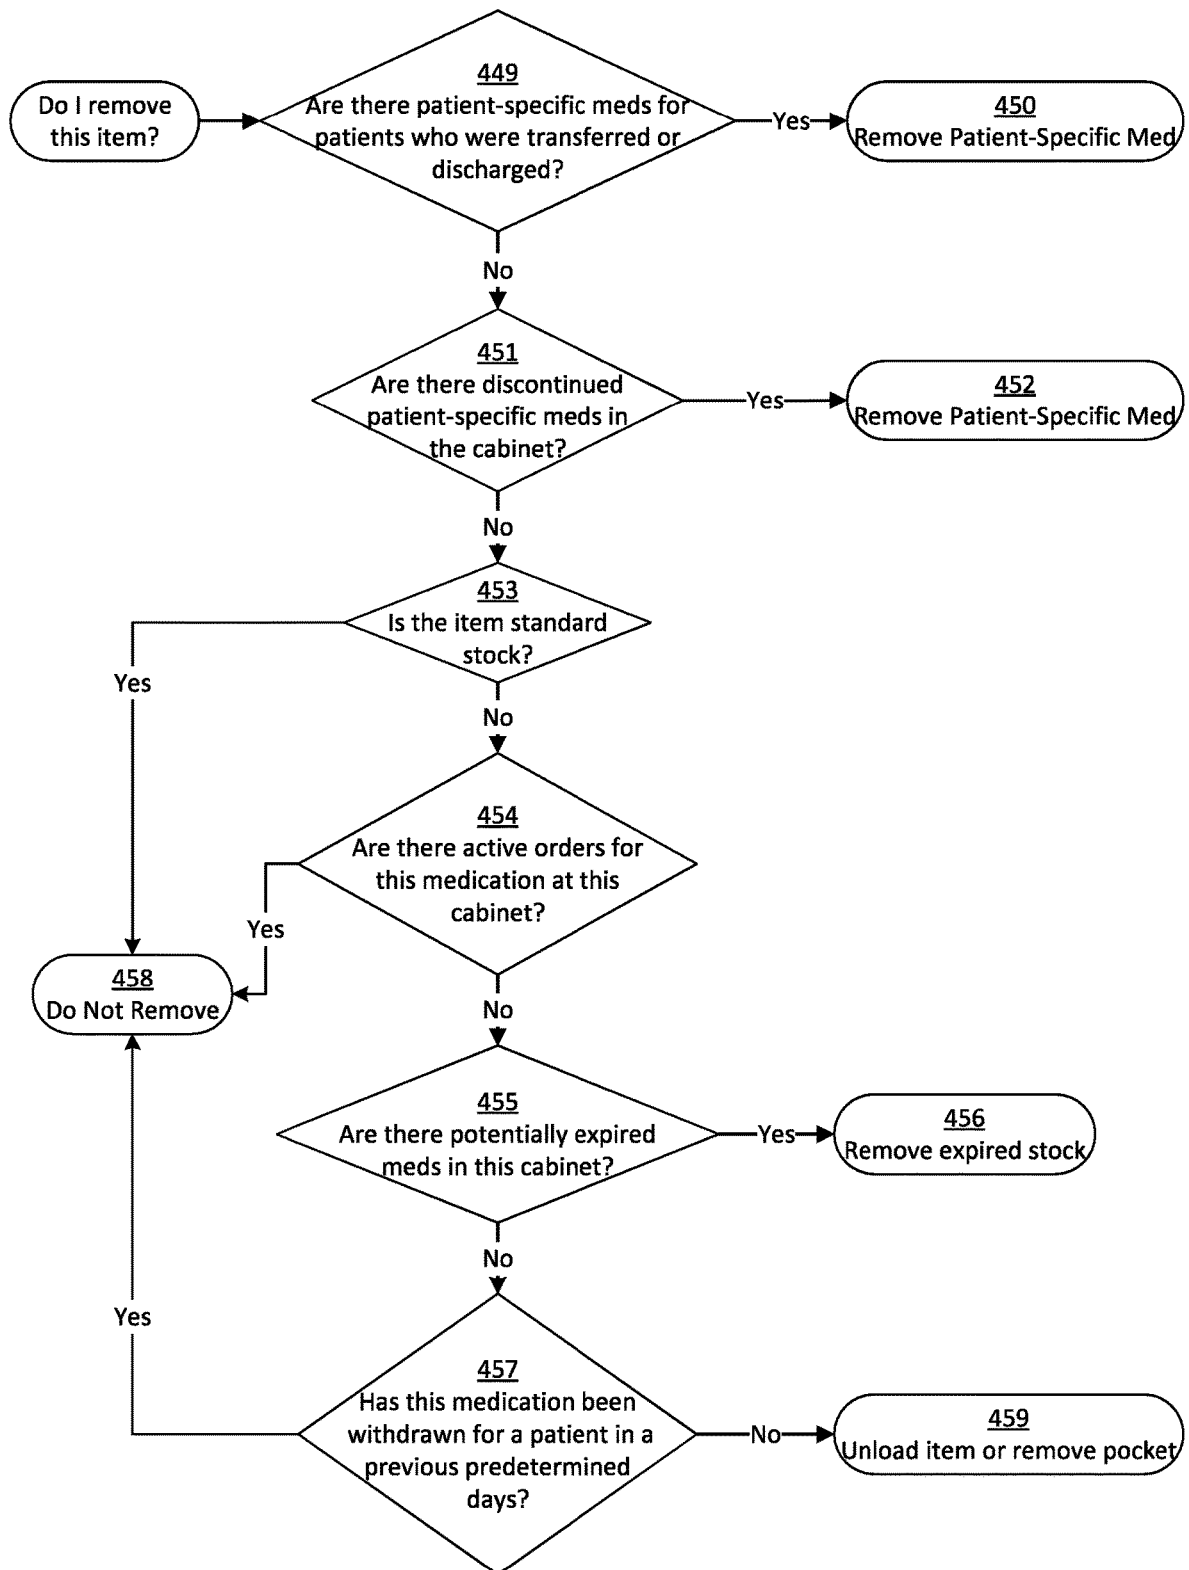 Do I remove
this item?
449
Are there patient-specific meds for
patients who were transferred or
discharged?
Yes
450
Remove Patient-Specific Med
No
451
Are there discontinued
patient-specific meds in
the cabinet?
Yes
452
Remove Patient-Specific Med
No
453
Is the item standard
stock?
Yes
No
454
Are there active orders for
this medication at this
cabinet?
Yes
458
Do Not Remove
No
455
Are there potentially expired
meds in this cabinet?
Yes
456
Remove expired stock
No
457
Has this medication been
withdrawn for a patient in a
previous predetermined
days?
Yes
No
459
Unload item or remove pocket